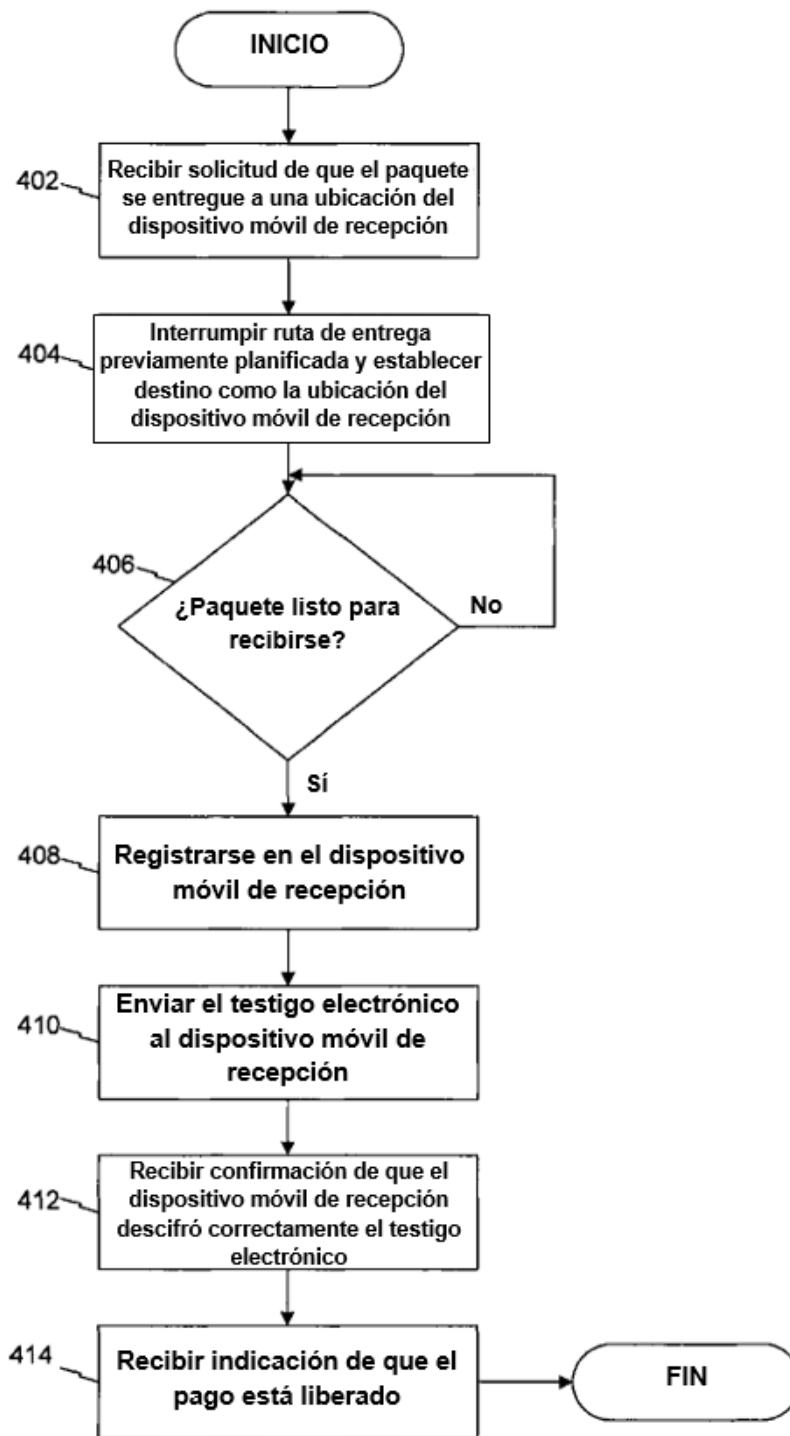 INICIO
402
Recibir solicitud de que el paquete
se entregue a una ubicación del
dispositivo móvil de recepción
404
Interrumpir ruta de entrega
previamente planificada y establecer
destino como la ubicación del
dispositivo móvil de recepción
406
¿Paquete listo para
recibirse?
No
Sí
408
Registrarse en el dispositivo
móvil de recepción
410
Enviar el testigo electrónico
al dispositivo móvil de
recepción
412
Recibir confirmación de que el
dispositivo móvil de recepción
descifró correctamente el testigo
electrónico
414
Recibir indicación de que el
pago está liberado
FIN